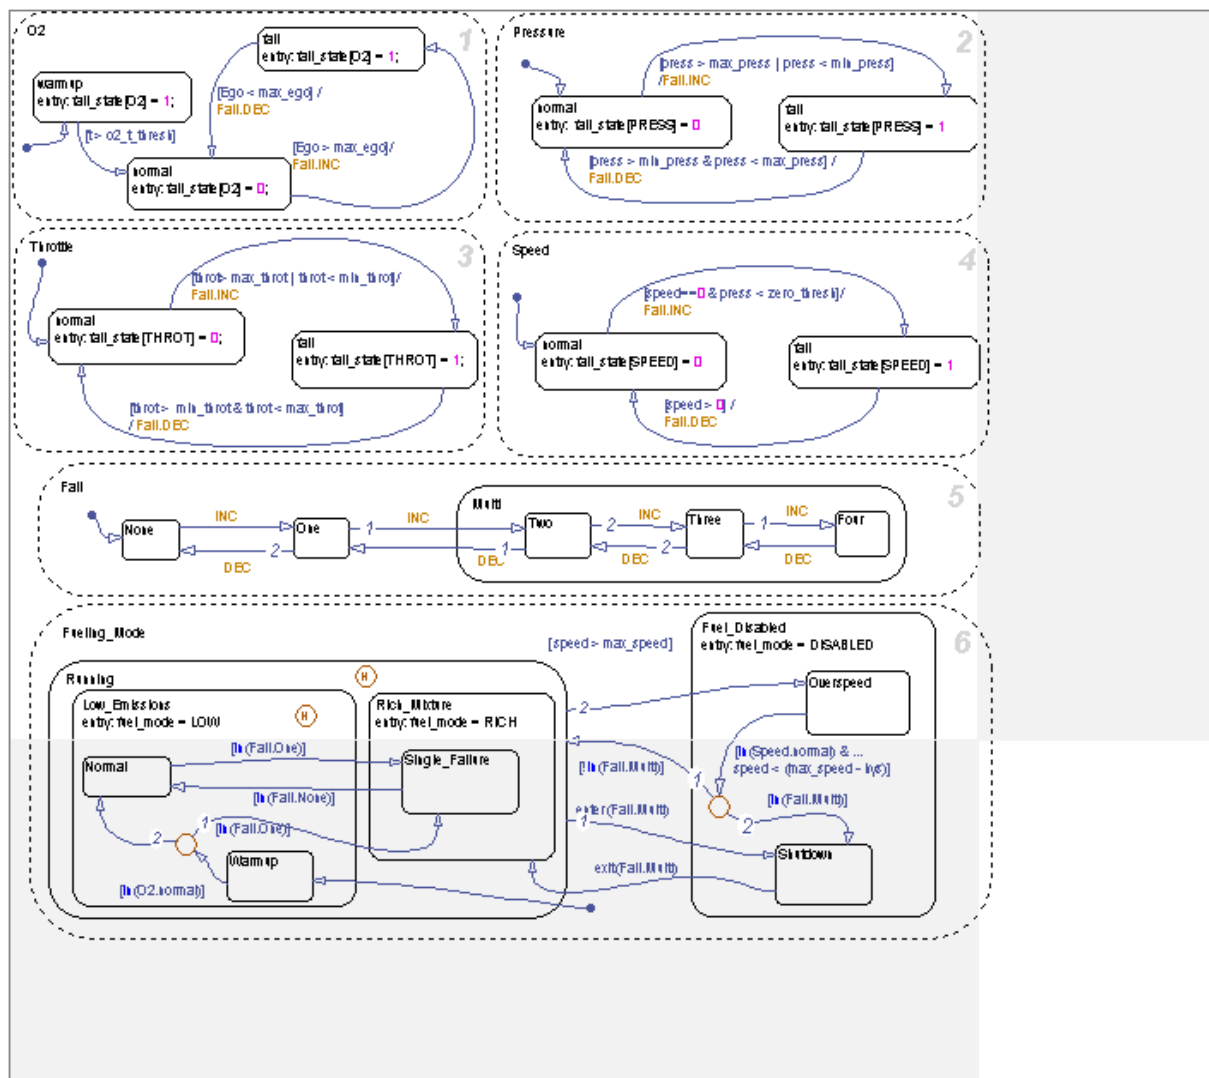 O2
1
fail
entry: fail_state[O2] = 1;
warmup
entry: fail_state[O2] = 1;
[Ego < max_ego] /
Fail.DEC
[t > o2_t_thresh]
[Ego > max_ego] /
Fail.INC
normal
entry: fail_state[O2] = 0;
Pressure
2
[press > max_press | press < min_press]
/Fail.INC
normal
entry: fail_state[PRESS] = 0
fail
entry: fail_state[PRESS] = 1
[press > min_press & press < max_press] /
Fail.DEC
Throttle
3
[throt > max_throt | throt < min_throt] /
Fail.INC
normal
entry: fail_state[THROT] = 0;
fail
entry: fail_state[THROT] = 1;
[throt > min_throt & throt < max_throt]
/ Fail.DEC
Speed
4
[speed==0 & press < zero_thresh] /
Fail.INC
normal
entry: fail_state[SPEED] = 0
fail
entry: fail_state[SPEED] = 1
[speed > 0] /
Fail.DEC
Fail
5
Multi
None
INC
One
1
INC
Two
2
INC
Three
1
INC
Four
2
DEC
1
DEC
2
DEC
DEC
Fueling_Mode
6
[speed > max_speed]
Fuel_Disabled
entry: fuel_mode = DISABLED
Running
H
Low_Emissions
entry: fuel_mode = LOW
H
Rich_Mixture
entry: fuel_mode = RICH
2
Overspeed
[in(Fail.One)]
Normal
Single_Failure
[in(Fail.None)]
[!in(Fail.Multi)]
1
[in(Speed.normal) & ...
speed < (max_speed - hys)]
[in(Fail.Multi)]
2
2
1
[in(Fail.One)]
enter(Fail.Multi)
1
Warmup
[in(O2.normal)]
exit(Fail.Multi)
Shutdown